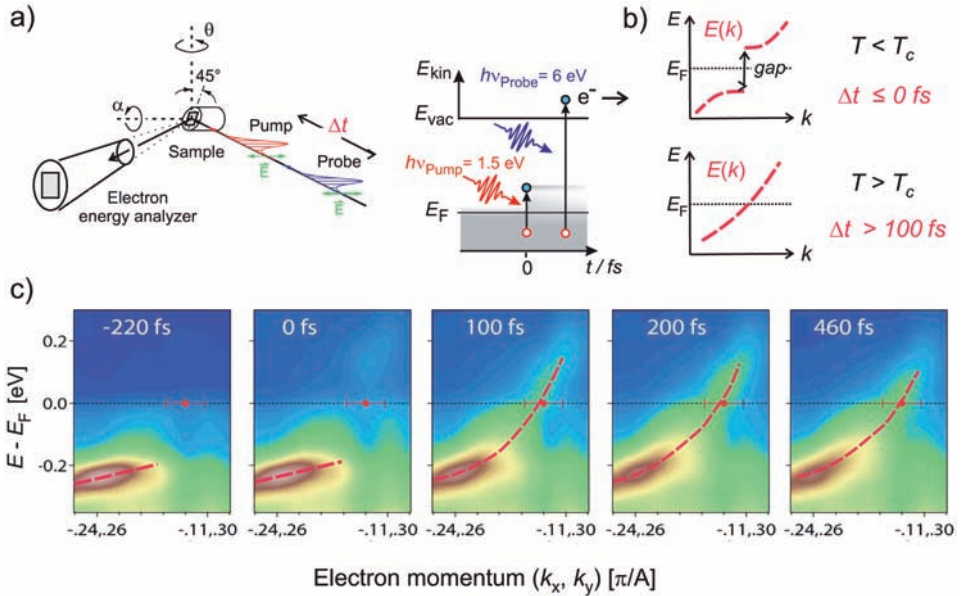 a)
θ
45°
α
Pump
Δt
Sample
Probe
E
E
Electron
energy analyzer
E_kin
hν_Probe = 6 eV
e⁻
E_vac
hν_Pump = 1.5 eV
E_F
0
t / fs
b)
E
E(k)
E_F
gap
k
T < T_c
Δt ≤ 0 fs
E
E(k)
E_F
k
T > T_c
Δt > 100 fs
c)
-220 fs
0 fs
100 fs
200 fs
460 fs
E - E_F [eV]
0.2
0.0
-0.2
-.24,.26
-.11,.30
-.24,.26
-.11,.30
-.24,.26
-.11,.30
-.24,.26
-.11,.30
-.24,.26
-.11,.30
Electron momentum (k_x, k_y) [π/A]